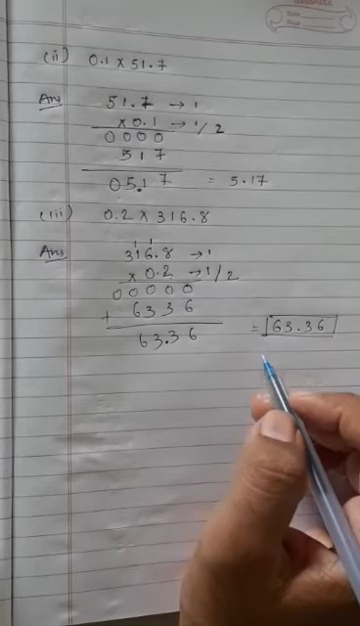 (ii) 0.1 x 51.7
Ans 51.7 → 1
x 0.1 → 1/2
0000
517
05.17 = 5.17
(iii) 0.2 x 316.8
1 1
Ans 316.8 → 1
x 0.2 → 1/2
00000
+ 6336
63.36 = 63.36